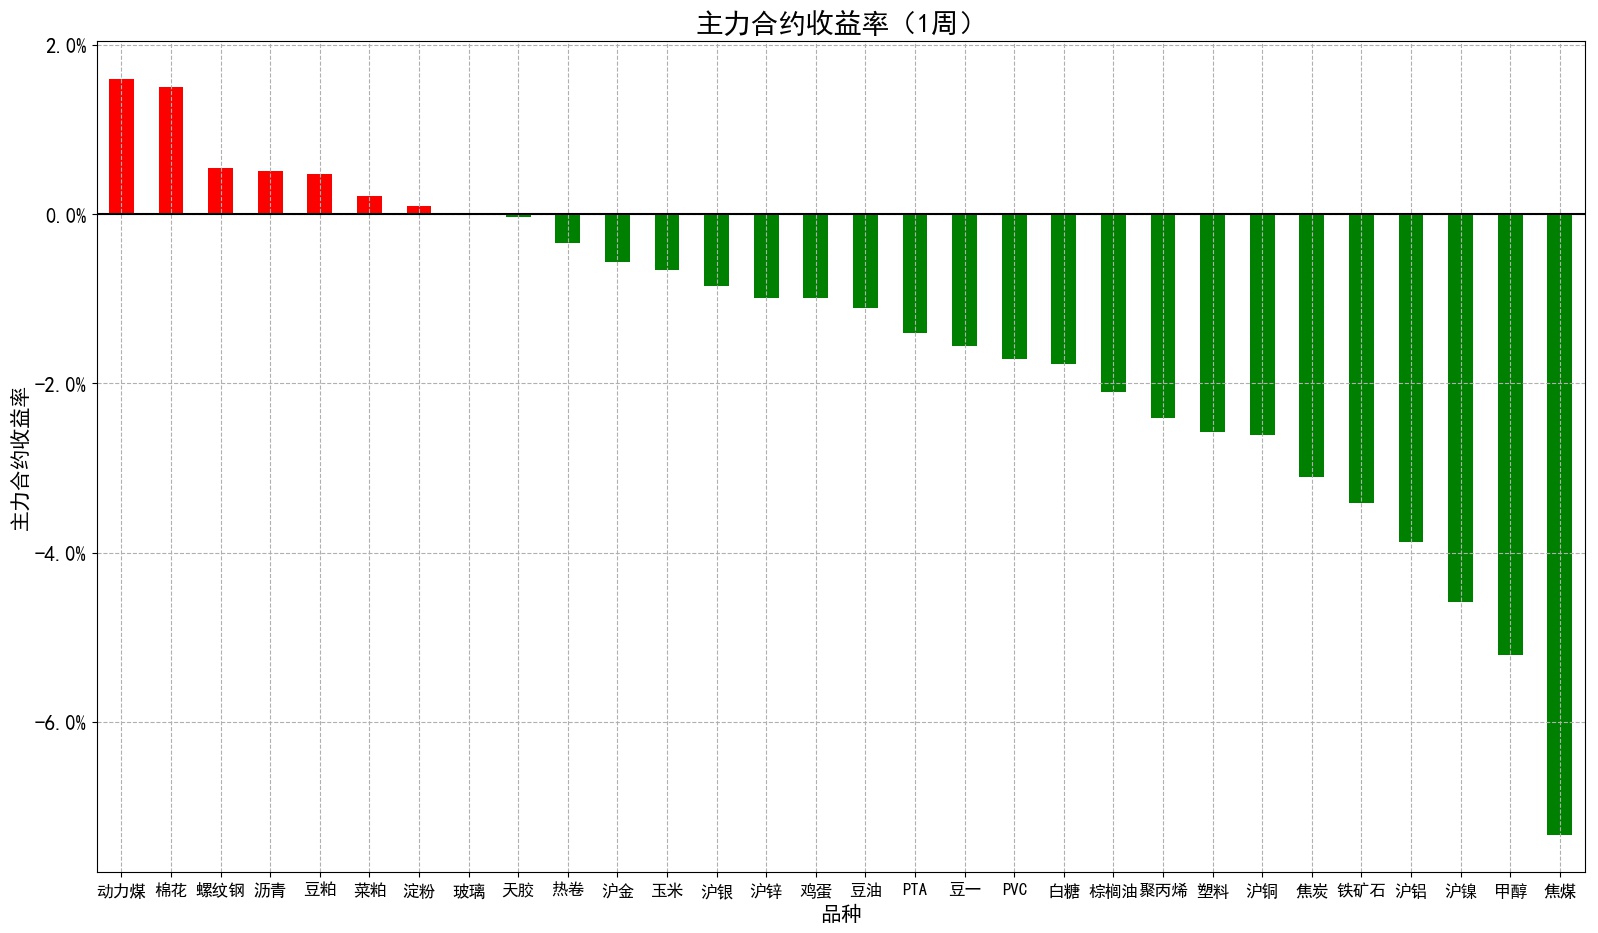 主力合约收益率（1周）
2.0%
0.0%
-2.0%
-4.0%
-6.0%
主力合约收益率
动力煤 棉花 螺纹钢 沥青 豆粕 菜粕 淀粉 玻璃 天胶 热卷 沪金 玉米 沪银 沪锌 鸡蛋 豆油 PTA 豆一 PVC 白糖 棕榈油 聚丙烯 塑料 沪铜 焦炭 铁矿石 沪铝 沪镍 甲醇 焦煤
品种